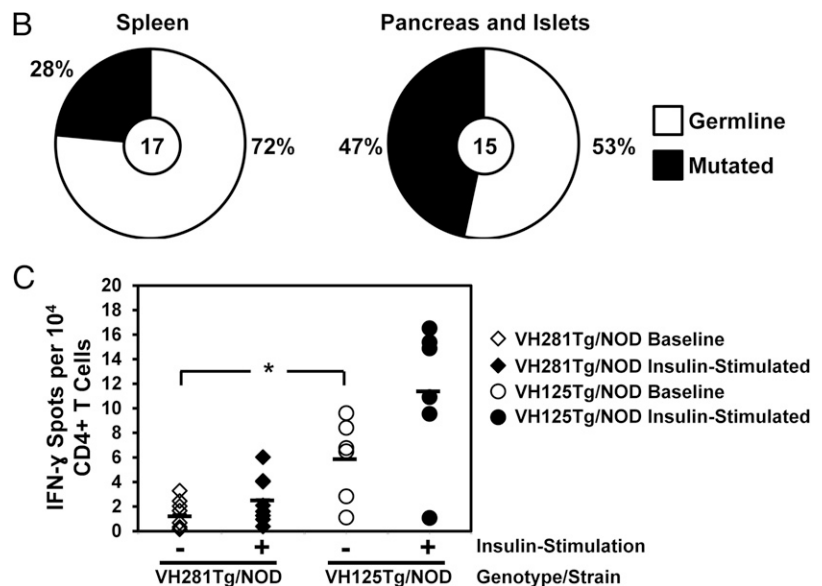 B
Spleen
Pancreas and Islets
28%
17
72%
47%
15
53%
Germline
Mutated
C
IFN-ɣ Spots per 10⁴
CD4+ T Cells
20
18
16
14
12
10
8
6
4
2
0
*
VH281Tg/NOD Baseline
VH281Tg/NOD Insulin-Stimulated
VH125Tg/NOD Baseline
VH125Tg/NOD Insulin-Stimulated
- + - + Insulin-Stimulation
VH281Tg/NOD VH125Tg/NOD Genotype/Strain